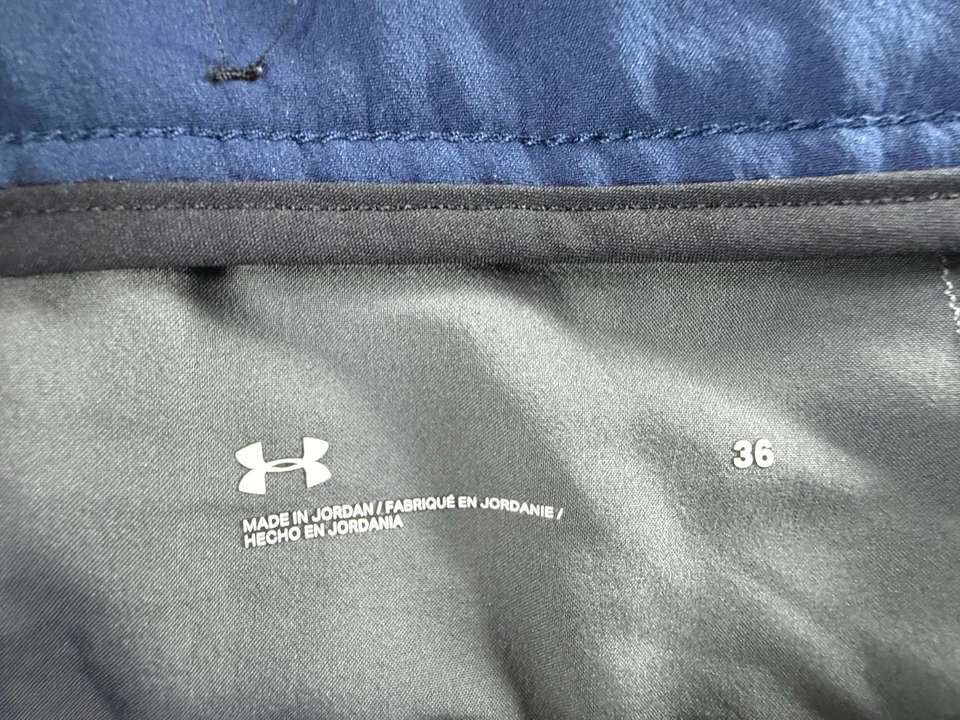 MADE IN JORDAN / FABRIQUÉ EN JORDANIE /
HECHO EN JORDANIA
36